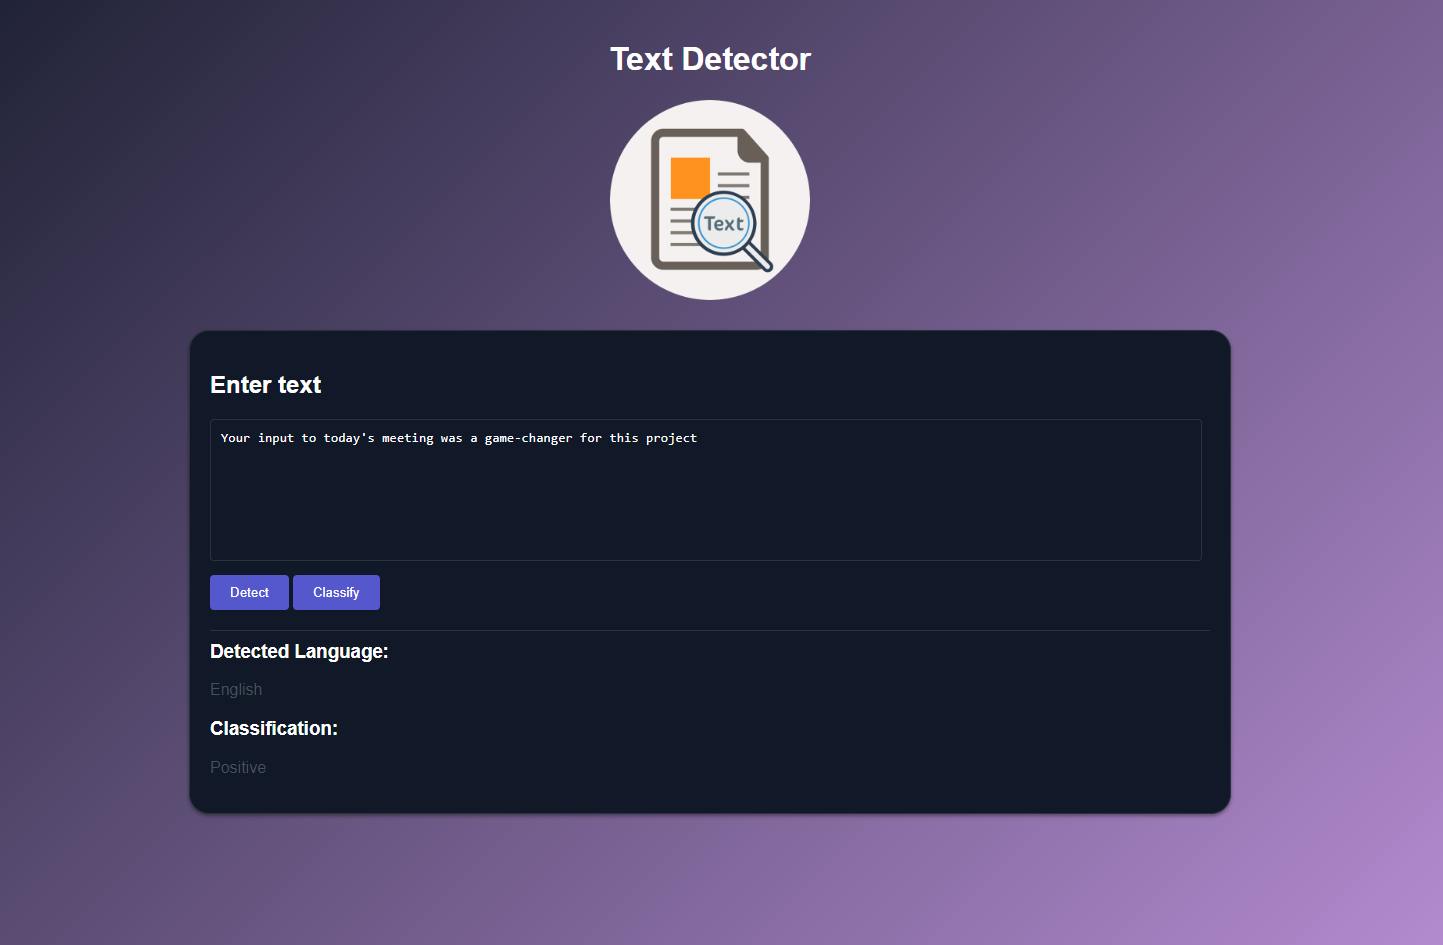 Text Detector
Text
Enter text
Your input to today's meeting was a game-changer for this project
Detect Classify
Detected Language:
English
Classification:
Positive